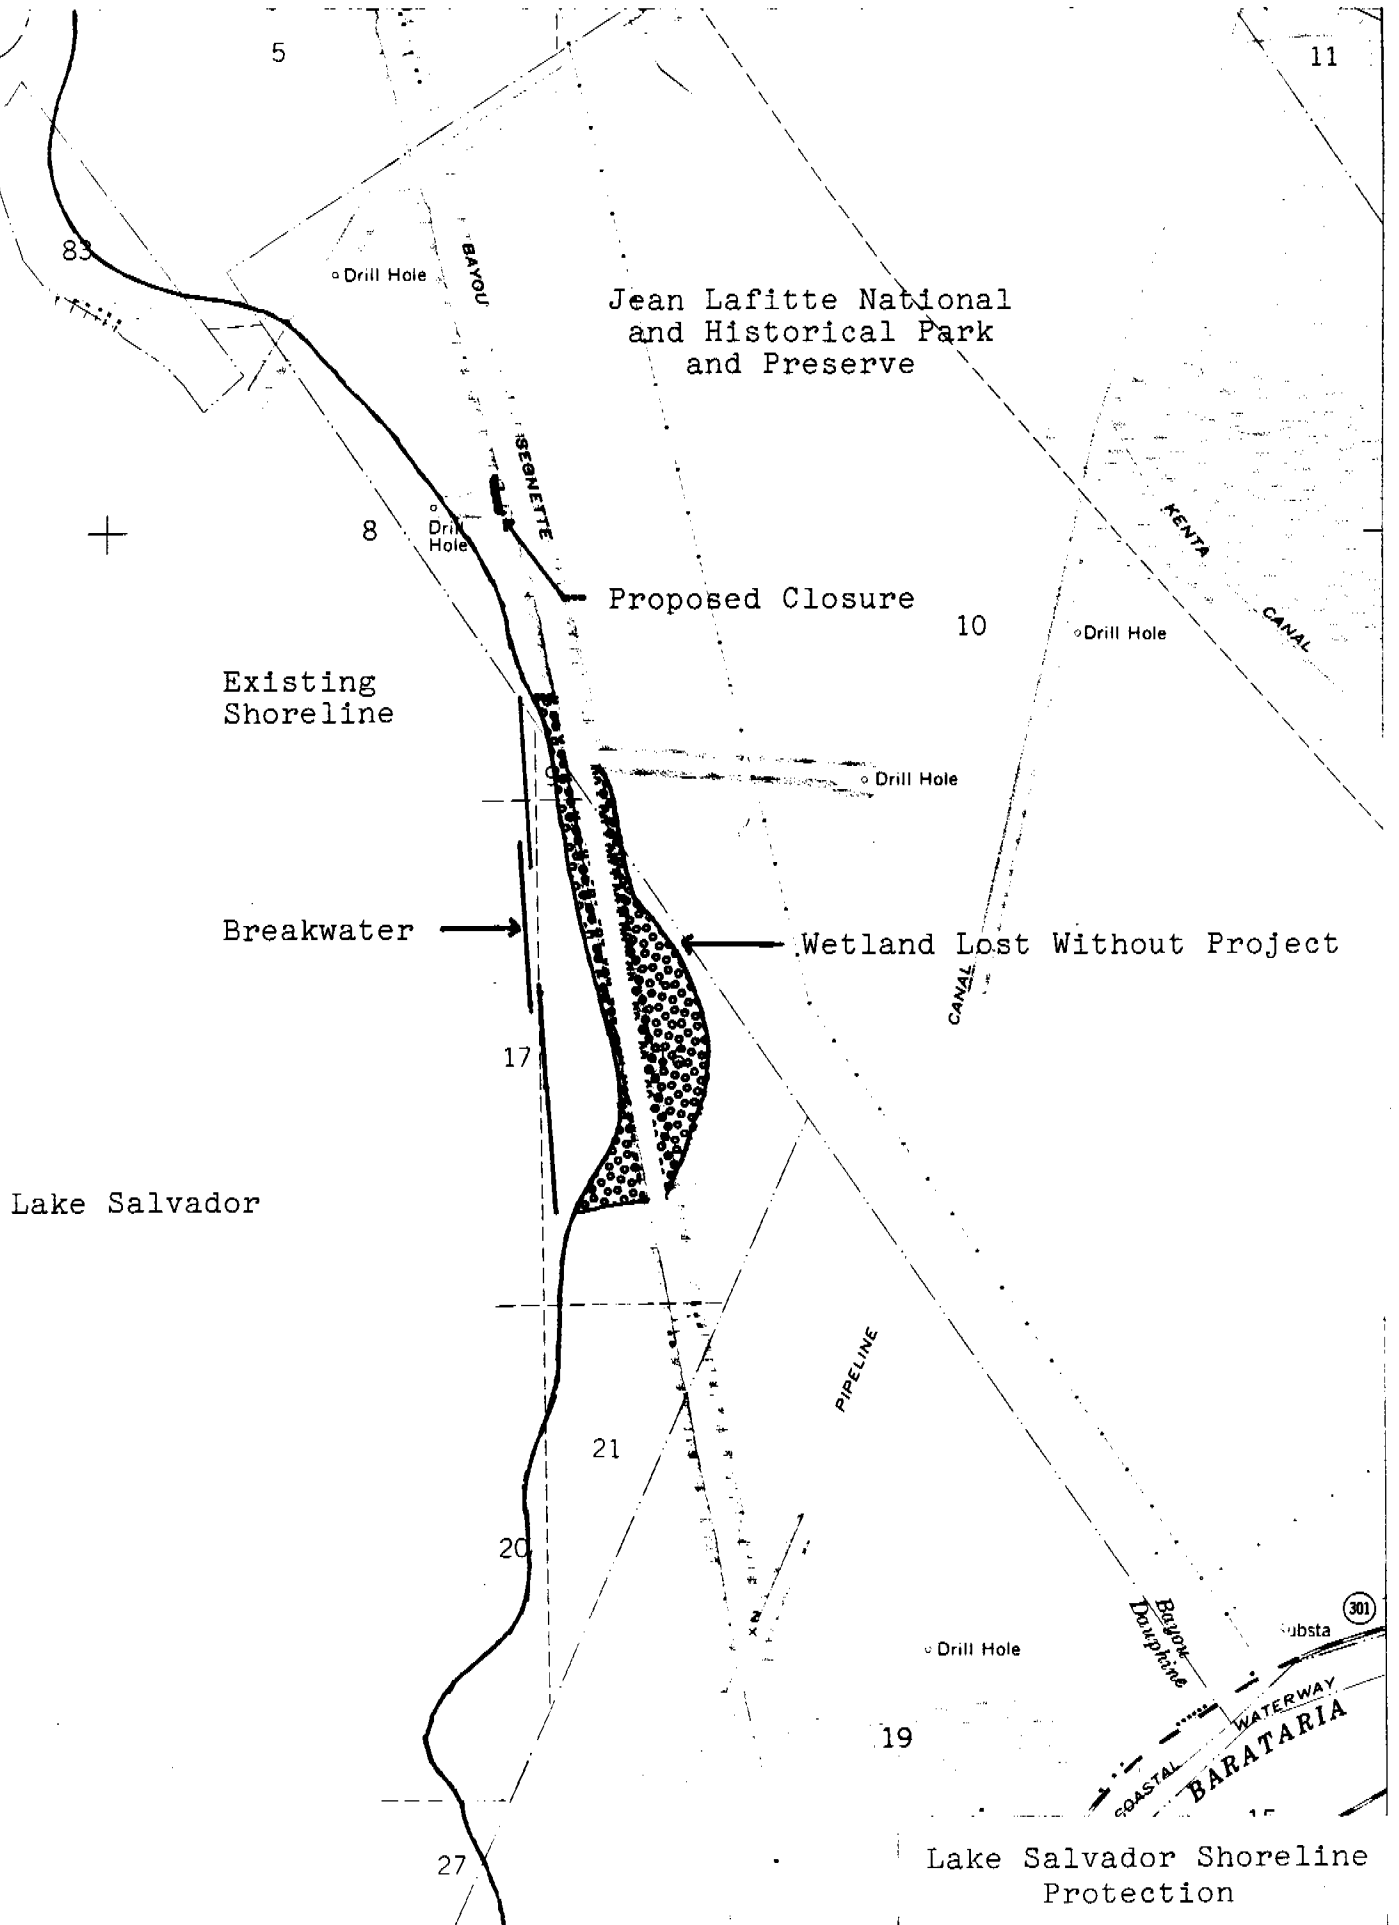 5
11
83
Drill Hole
BAYOU
Jean Lafitte National
and Historical Park
and Preserve
SEGNETTE
8
Drill
Hole
KENTA
CANAL
Proposed Closure
10
Drill Hole
Existing
Shoreline
Drill Hole
Breakwater
Wetland Lost Without Project
CANAL
17
Lake Salvador
PIPELINE
21
20
Bayou
Dauphine
301
Drill Hole
19
WATERWAY
COASTAL
BARATARIA
27
Lake Salvador Shoreline
Protection